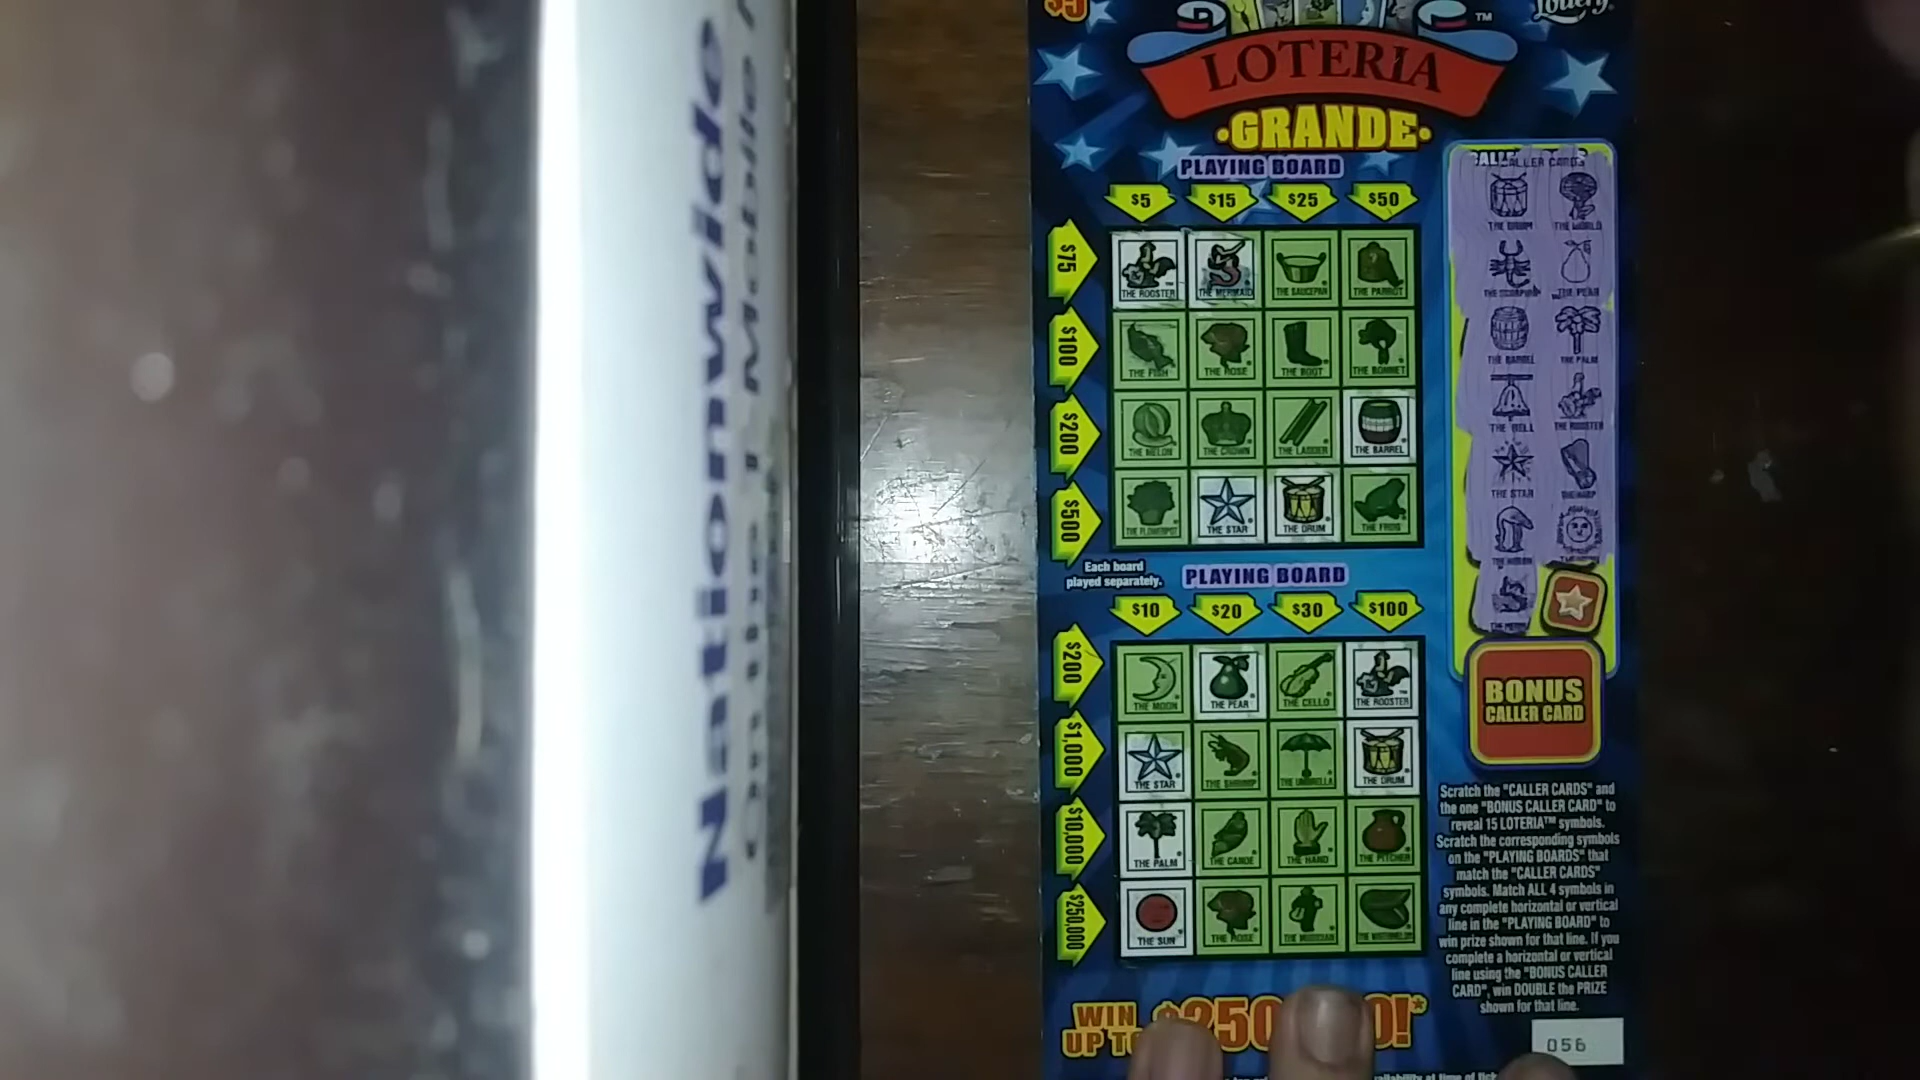 Nationwide
$5
Lottery
TM
LOTERIA
GRANDE
PLAYING BOARD
$5 $15 $25 $50
$75
THE ROOSTER THE MERMAID THE SAUCEPAN THE PARROT
$100
THE FISH THE ROSE THE BOOT THE BONNET
$200
THE MELON THE CROWN THE LADDER THE BARREL
$500
THE FLOWERPOT THE STAR THE DRUM THE FROG
Each board
played separately.
PLAYING BOARD
$10 $20 $30 $100
$200
THE MOON THE PEAR THE CELLO THE ROOSTER
$1,000
THE STAR THE SHRIMP THE UMBRELLA THE DRUM
$10,000
THE PALM THE CANOE THE HAND THE PITCHER
$250,000
THE SUN THE ROSE THE MUSICIAN THE WATERMELON
CALLER CARDS
THE DRUM THE WORLD
THE SCORPION THE PEAR
THE BARREL THE PALM
THE BELL THE ROOSTER
THE STAR THE HARP
THE HERON
BONUS
CALLER CARD
Scratch the "CALLER CARDS" and
the one "BONUS CALLER CARD" to
reveal 15 LOTERIA™ symbols.
Scratch the corresponding symbols
on the "PLAYING BOARDS" that
match the "CALLER CARDS"
symbols. Match ALL 4 symbols in
any complete horizontal or vertical
line in the "PLAYING BOARD" to
win prize shown for that line. If you
complete a horizontal or vertical
line using the "BONUS CALLER
CARD", win DOUBLE the PRIZE
shown for that line.
WIN
UP TO
056